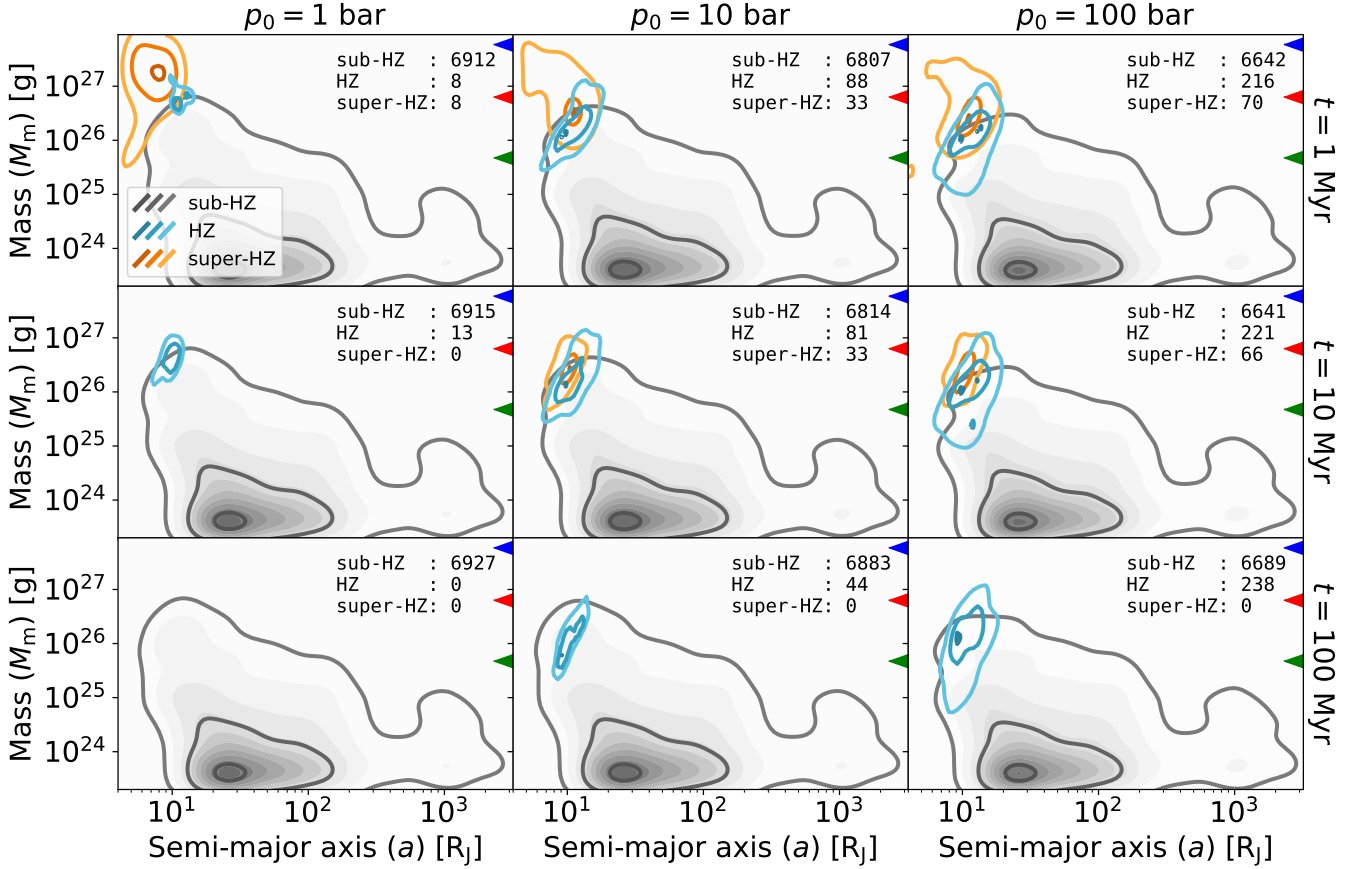 p₀ = 1 bar
p₀ = 10 bar
p₀ = 100 bar
Mass (Mₘ) [g]
10²⁷
10²⁶
10²⁵
10²⁴
sub-HZ : 6912
HZ : 8
super-HZ: 8
sub-HZ
HZ
super-HZ
sub-HZ : 6807
HZ : 88
super-HZ: 33
sub-HZ : 6642
HZ : 216
super-HZ: 70
t = 1 Myr
Mass (Mₘ) [g]
10²⁷
10²⁶
10²⁵
10²⁴
sub-HZ : 6915
HZ : 13
super-HZ: 0
sub-HZ : 6814
HZ : 81
super-HZ: 33
sub-HZ : 6641
HZ : 221
super-HZ: 66
t = 10 Myr
Mass (Mₘ) [g]
10²⁷
10²⁶
10²⁵
10²⁴
sub-HZ : 6927
HZ : 0
super-HZ: 0
sub-HZ : 6883
HZ : 44
super-HZ: 0
sub-HZ : 6689
HZ : 238
super-HZ: 0
t = 100 Myr
10¹ 10² 10³
10¹ 10² 10³
10¹ 10² 10³
Semi-major axis (a) [R_J]
Semi-major axis (a) [R_J]
Semi-major axis (a) [R_J]